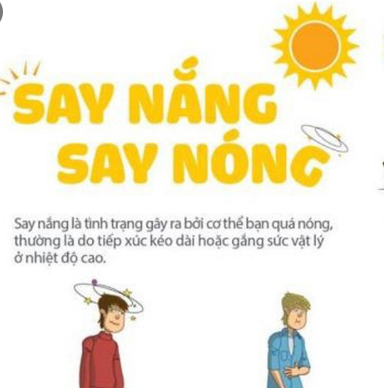 SAY NẮNG
SAY NÓNG
Say nắng là tình trạng gây ra bởi cơ thể bạn quá nóng,
thường là do tiếp xúc kéo dài hoặc gắng sức vật lý
ở nhiệt độ cao.